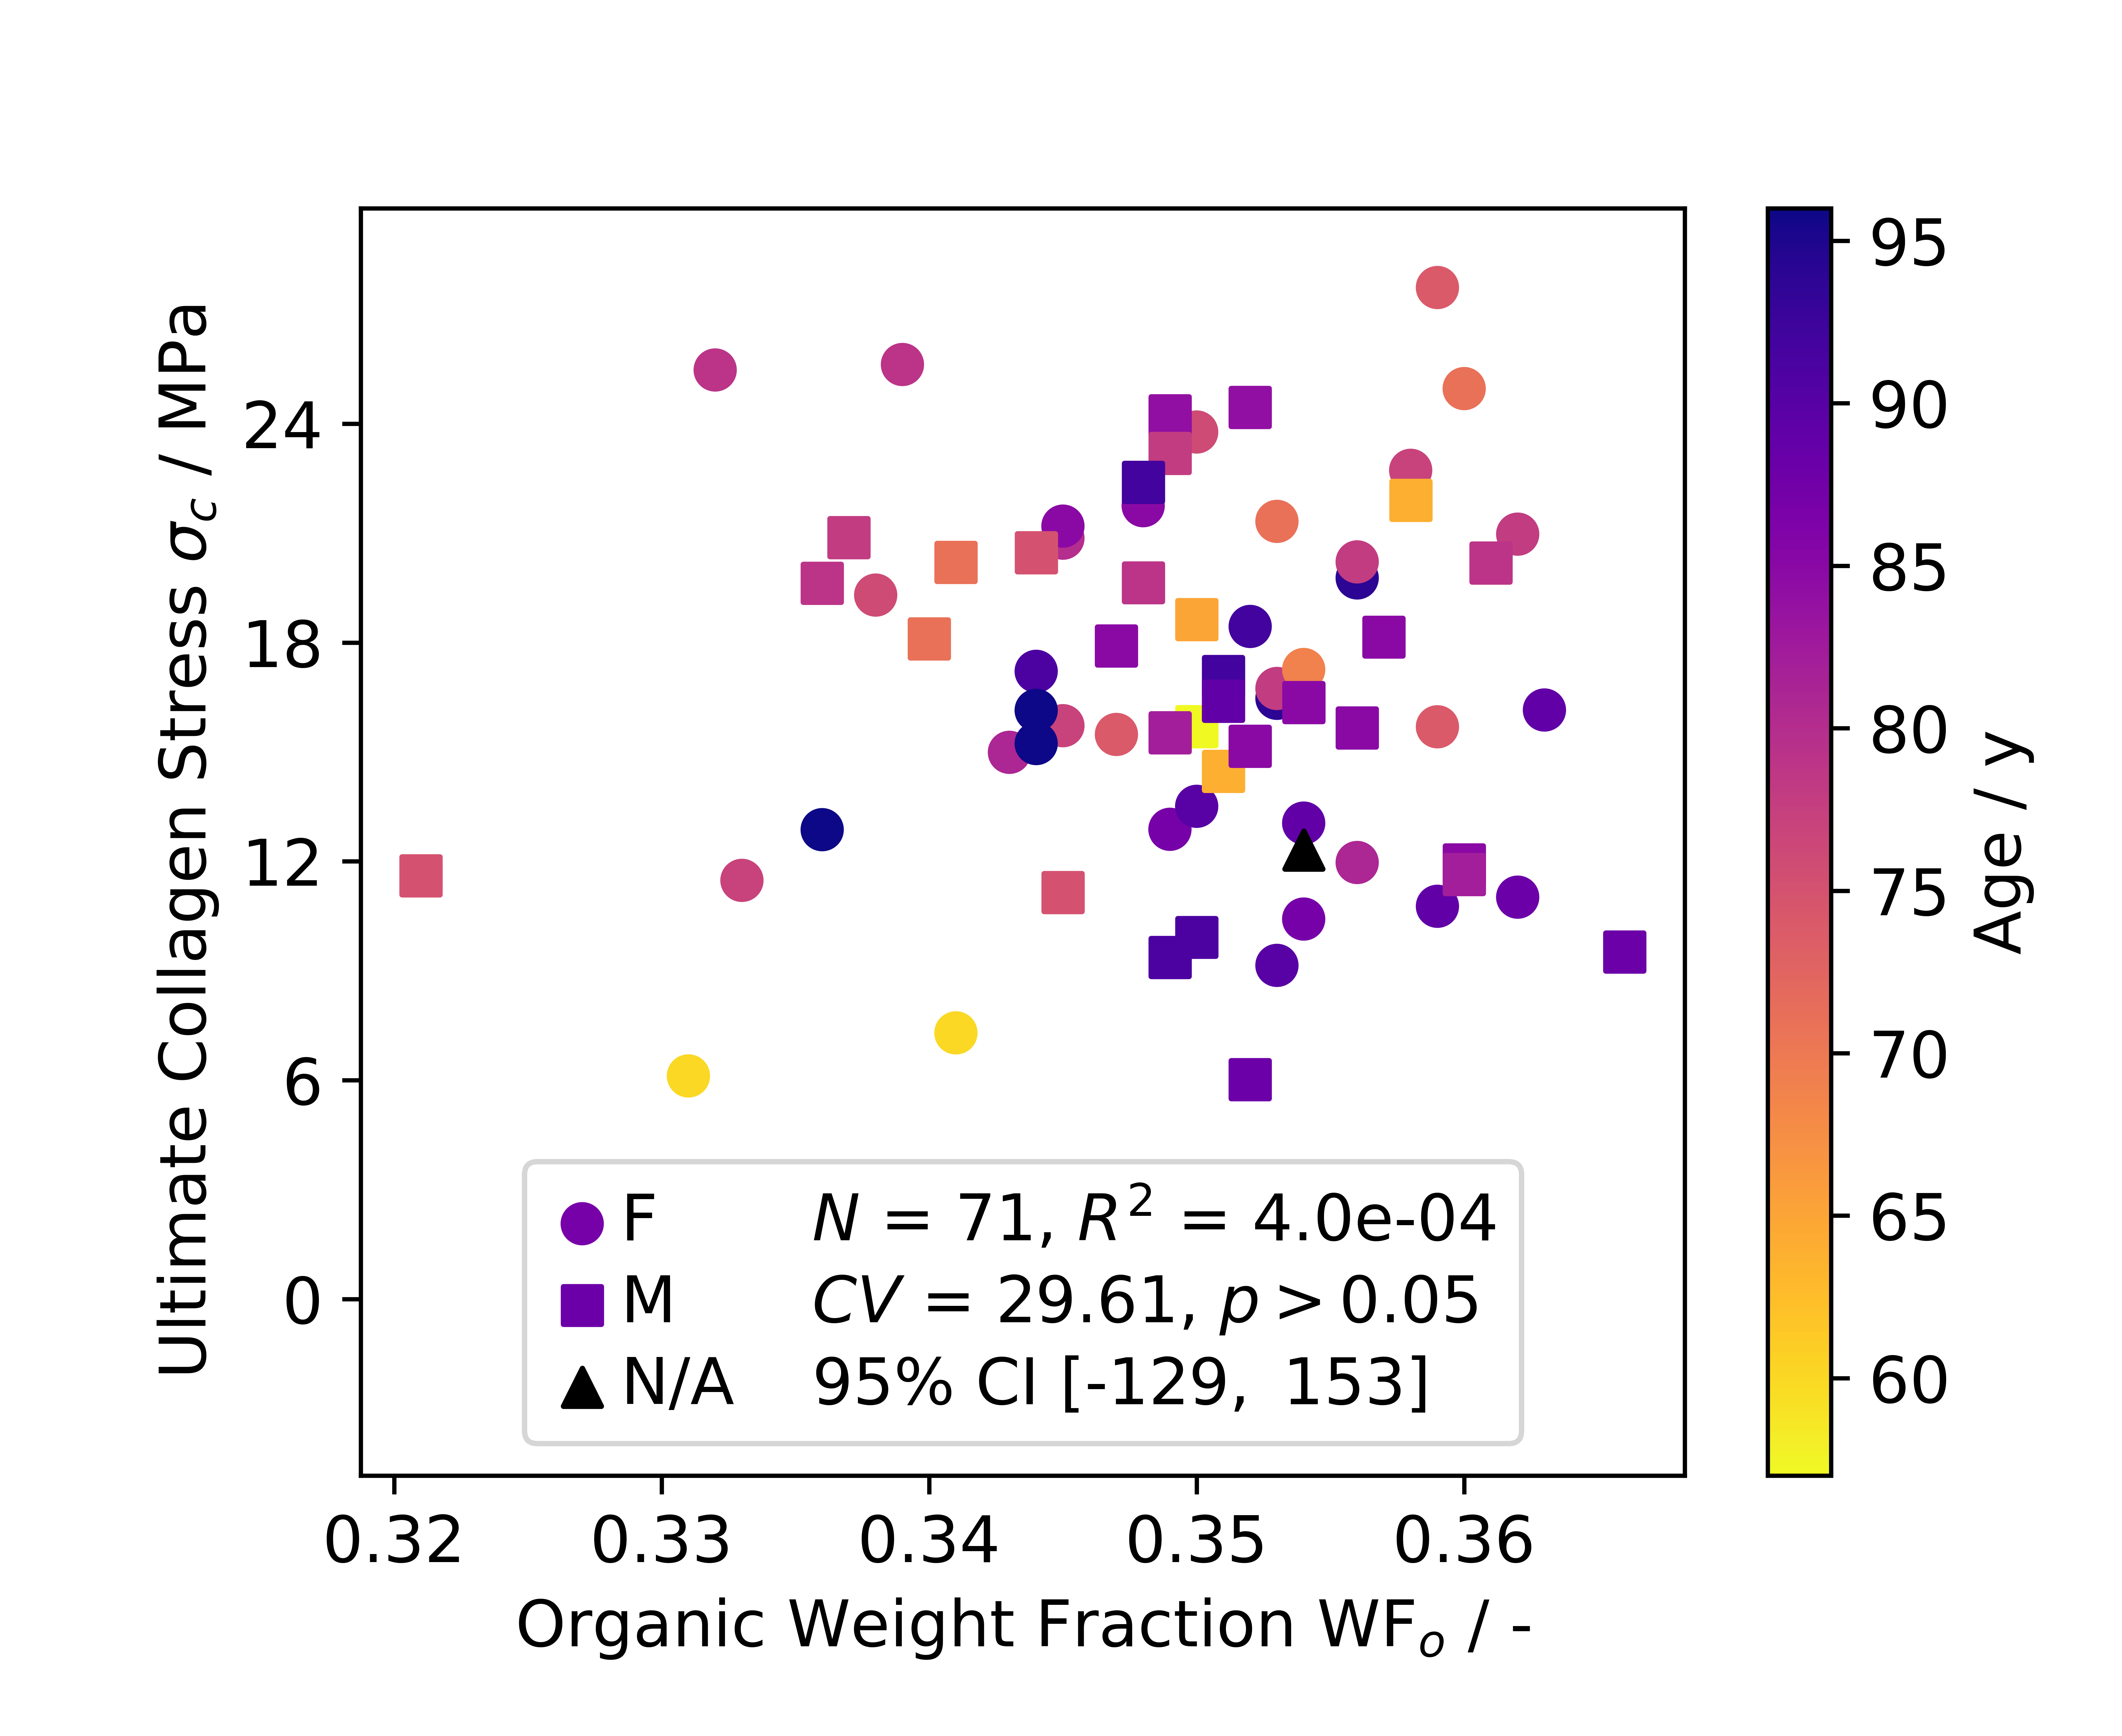 Ultimate Collagen Stress σc / MPa
24
18
12
6
0
F N = 71, R² = 4.0e-04
M CV = 29.61, p > 0.05
N/A 95% CI [-129, 153]
0.32 0.33 0.34 0.35 0.36
Organic Weight Fraction WFo / -
95
90
85
80
75
70
65
60
Age / y